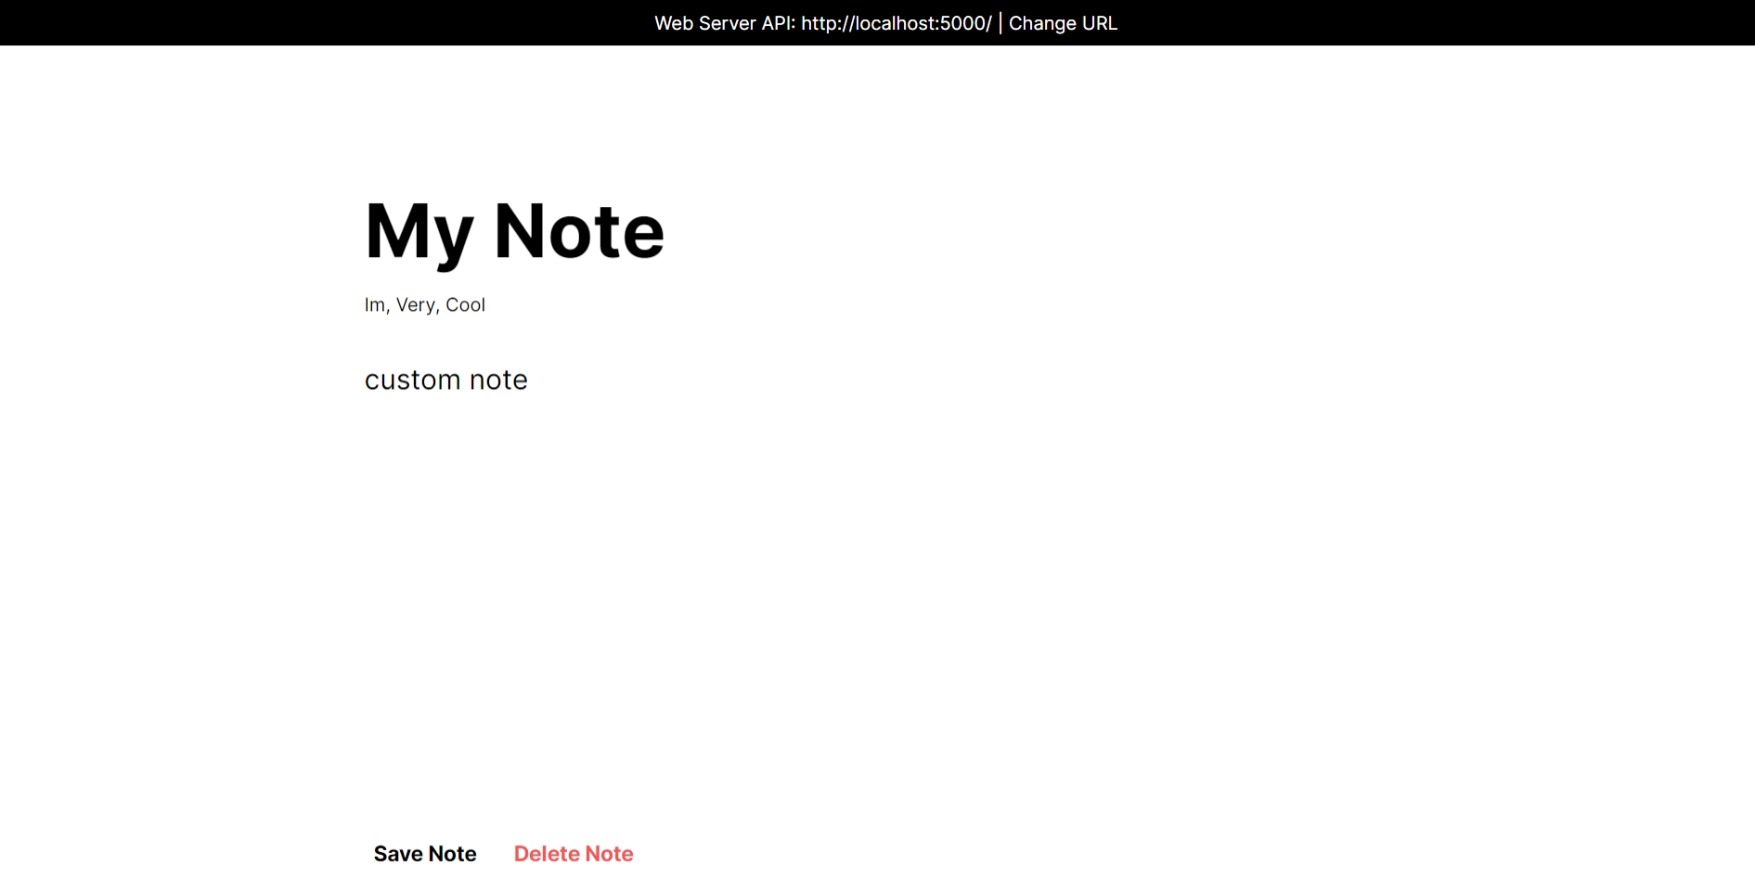 Web Server API: http://localhost:5000/ | Change URL
My Note
Im, Very, Cool
custom note
Save Note Delete Note